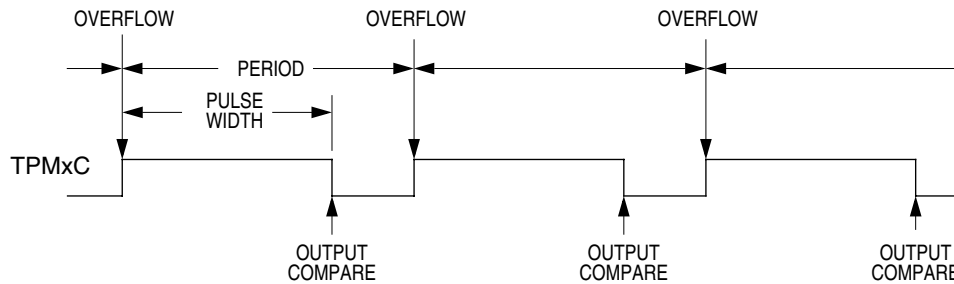 OVERFLOW
OVERFLOW
OVERFLOW
PERIOD
PULSE
WIDTH
TPMxC
OUTPUT
COMPARE
OUTPUT
COMPARE
OUTPUT
COMPARE